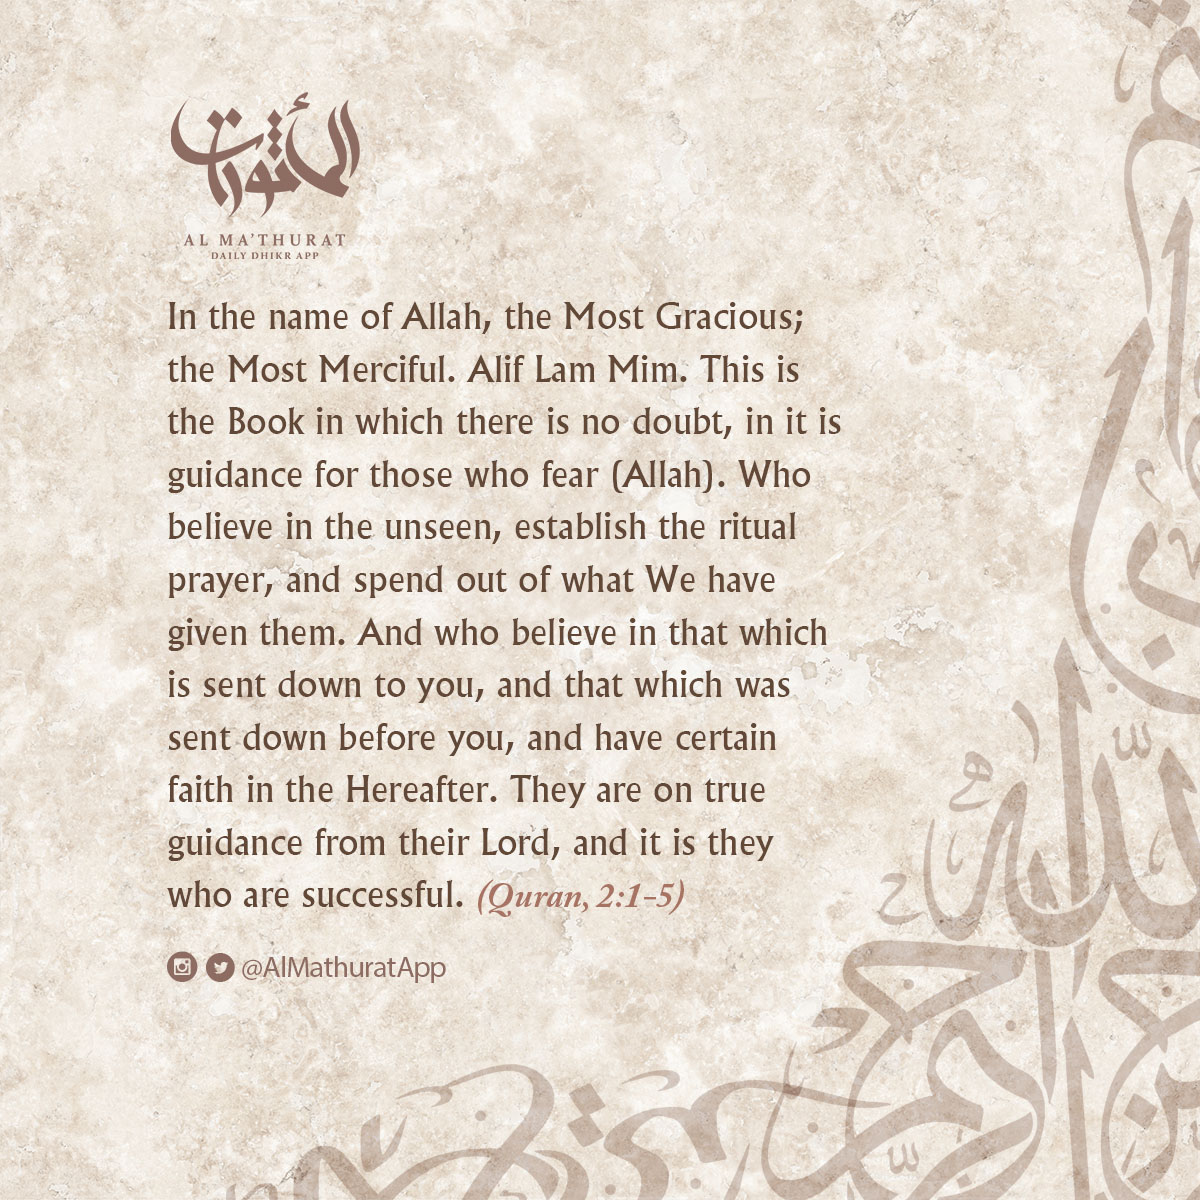 المأثورات
AL MA'THURAT
DAILY DHIKR APP
In the name of Allah, the Most Gracious;
the Most Merciful. Alif Lam Mim. This is
the Book in which there is no doubt, in it is
guidance for those who fear (Allah). Who
believe in the unseen, establish the ritual
prayer, and spend out of what We have
given them. And who believe in that which
is sent down to you, and that which was
sent down before you, and have certain
faith in the Hereafter. They are on true
guidance from their Lord, and it is they
who are successful. (Quran, 2:1–5)
@AlMathuratApp